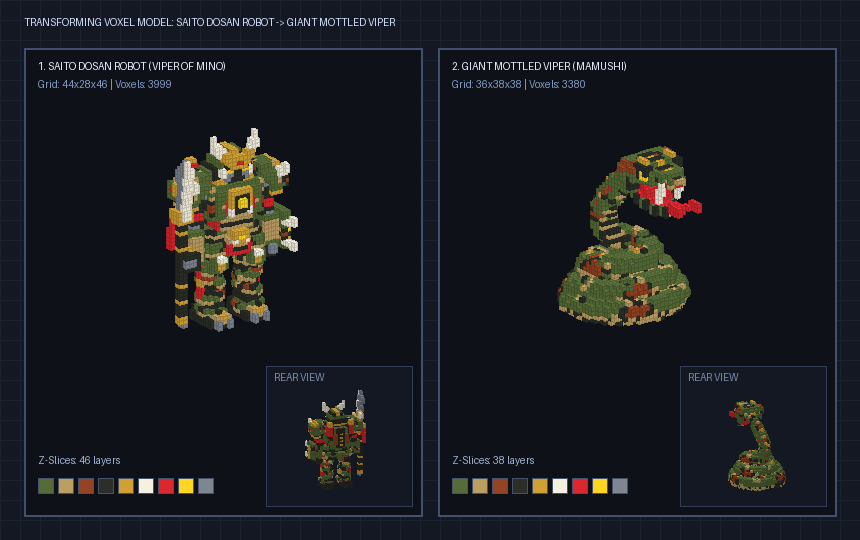 TRANSFORMING VOXEL MODEL: SAITO DOSAN ROBOT -> GIANT MOTTLED VIPER
1. SAITO DOSAN ROBOT (VIPER OF MINO)
Grid: 44x28x46 | Voxels: 3999
REAR VIEW
Z-Slices: 46 layers
2. GIANT MOTTLED VIPER (MAMUSHI)
Grid: 36x38x38 | Voxels: 3380
REAR VIEW
Z-Slices: 38 layers